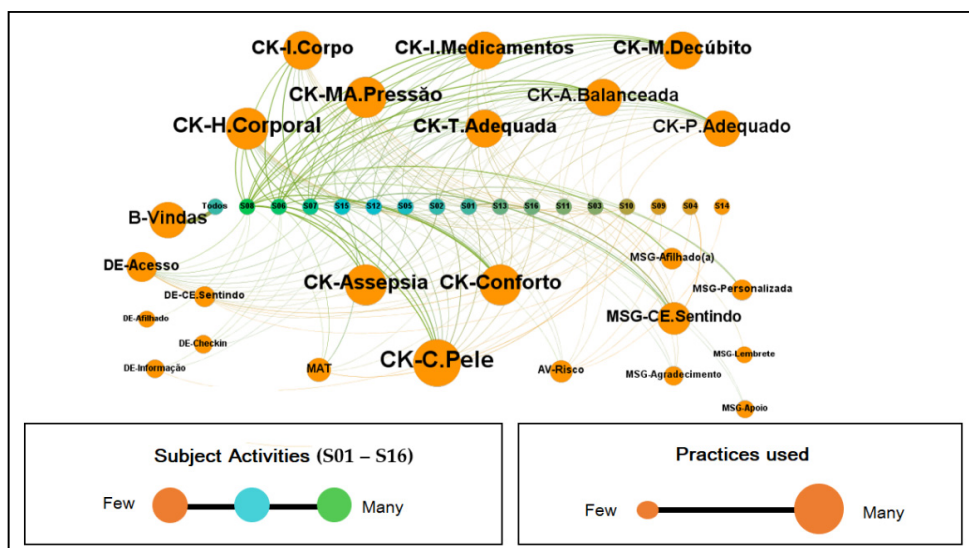 CK-I.Corpo
CK-I.Medicamentos
CK-M.Decúbito
CK-MA.Pressão
CK-A.Balanceada
CK-H.Corporal
CK-T.Adequada
CK-P.Adequado
Todos
S08
S06
S07
S15
S12
S05
S02
S01
S13
S16
S11
S03
S10
S09
S04
S14
B-Vindas
DE-Acesso
CK-Assepsia
CK-Conforto
MSG-Afilhado(a)
DE-CE.Sentindo
MSG-Personalizada
DE-Afilhado
MSG-CE.Sentindo
DE-Checkin
CK-C.Pele
MSG-Lembrete
DE-Informação
MAT
AV-Risco
MSG-Agradecimento
MSG-Apoio
Subject Activities (S01 – S16)
Few
Many
Practices used
Few
Many